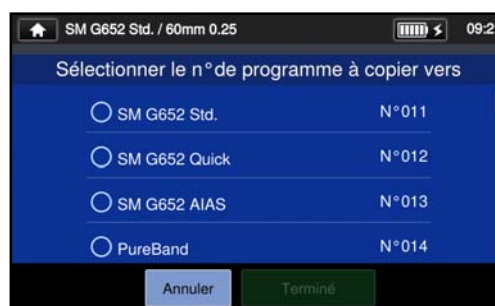 SM G652 Std. / 60mm 0.25 09:2
Sélectionner le n°de programme à copier vers
SM G652 Std. N°011
SM G652 Quick N°012
SM G652 AIAS N°013
PureBand N°014
Annuler Terminé